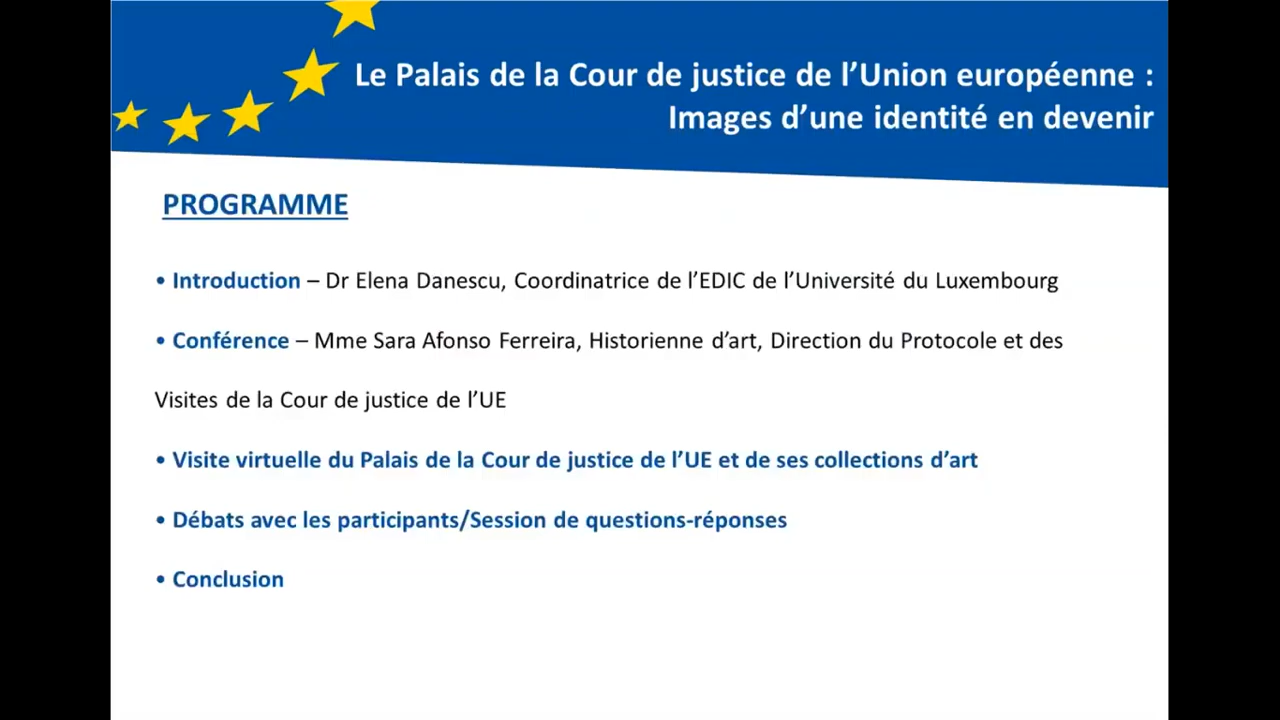 Le Palais de la Cour de justice de l’Union européenne :
Images d’une identité en devenir
PROGRAMME
• Introduction – Dr Elena Danescu, Coordinatrice de l’EDIC de l’Université du Luxembourg
• Conférence – Mme Sara Afonso Ferreira, Historienne d’art, Direction du Protocole et des
Visites de la Cour de justice de l’UE
• Visite virtuelle du Palais de la Cour de justice de l’UE et de ses collections d’art
• Débats avec les participants/Session de questions-réponses
• Conclusion